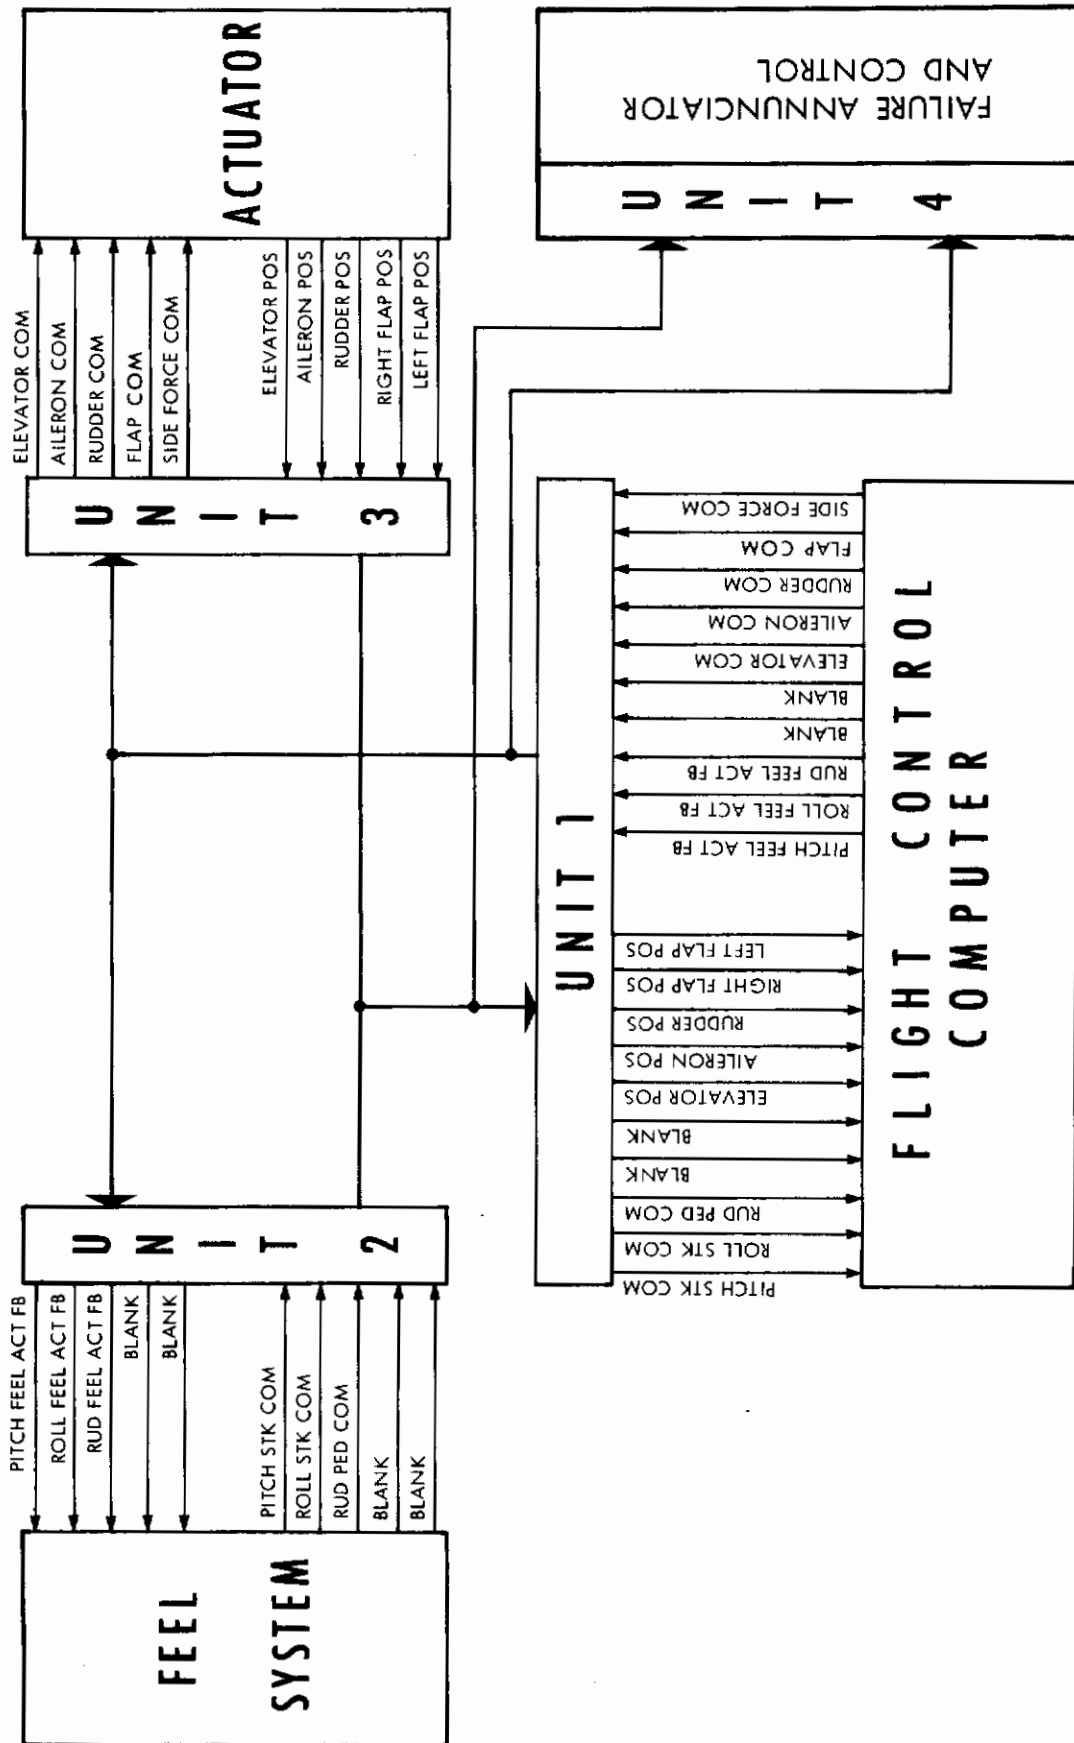 PITCH FEEL ACT FB
ROLL FEEL ACT FB
RUD FEEL ACT FB
BLANK
BLANK
PITCH STK COM
ROLL STK COM
RUD PED COM
BLANK
BLANK
FEEL
SYSTEM
UNIT 2
UNIT 3
ELEVATOR COM
AILERON COM
RUDDER COM
FLAP COM
SIDE FORCE COM
ELEVATOR POS
AILERON POS
RUDDER POS
RIGHT FLAP POS
LEFT FLAP POS
ACTUATOR
UNIT 1
PITCH STK COM
ROLL STK COM
RUD PED COM
BLANK
BLANK
ELEVATOR POS
AILERON POS
RUDDER POS
RIGHT FLAP POS
LEFT FLAP POS
PITCH FEEL ACT FB
ROLL FEEL ACT FB
RUD FEEL ACT FB
BLANK
BLANK
ELEVATOR COM
AILERON COM
RUDDER COM
FLAP COM
SIDE FORCE COM
FLIGHT CONTROL
COMPUTER
UNIT 4
FAILURE ANNUNCIATOR
AND CONTROL